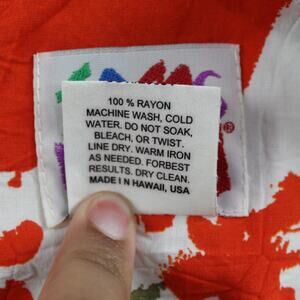 100 % RAYON
MACHINE WASH, COLD
WATER. DO NOT SOAK,
BLEACH, OR TWIST.
LINE DRY. WARM IRON
AS NEEDED. FORBEST
RESULTS. DRY CLEAN.
MADE I N HAWAII, USA
®